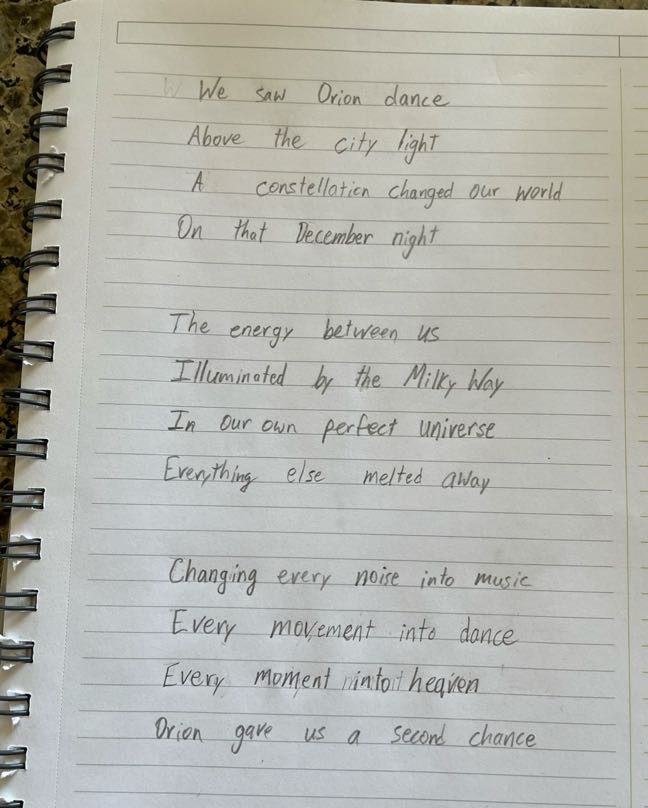 We saw Orion dance
Above the city light
A constellation changed our world
On that December night
The energy between us
Illuminated by the Milky Way
In our own perfect universe
Everything else melted away
Changing every noise into music
Every movement into dance
Every moment into heaven
Orion gave us a second chance